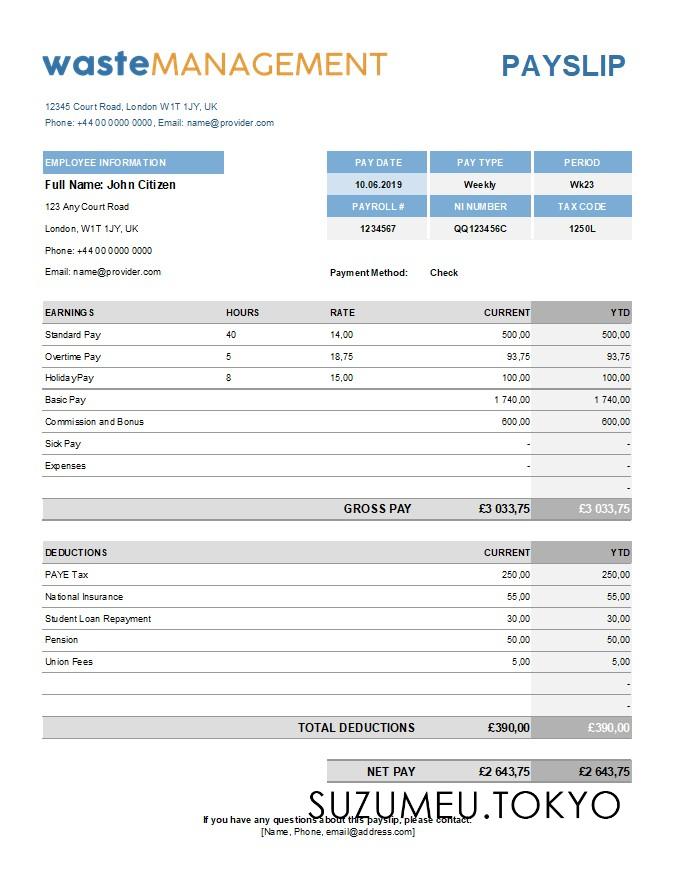 wasteMANAGEMENT PAYSLIP
12345 Court Road, London W1T 1JY, UK
Phone: +44 00 0000 0000, Email: name@provider.com
EMPLOYEE INFORMATION PAY DATE PAY TYPE PERIOD
Full Name: John Citizen 10.06.2019 Weekly Wk23
123 Any Court Road PAYROLL # NI NUMBER TAX CODE
London, W1T 1JY, UK 1234567 QQ123456C 1250L
Phone: +44 00 0000 0000
Email: name@provider.com Payment Method: Check
EARNINGS HOURS RATE CURRENT YTD
Standard Pay 40 14,00 500,00 500,00
Overtime Pay 5 18,75 93,75 93,75
Holiday Pay 8 15,00 100,00 100,00
Basic Pay 1 740,00 1 740,00
Commission and Bonus 600,00 600,00
Sick Pay - -
Expenses - -
-
GROSS PAY £3 033,75 £3 033,75
DEDUCTIONS CURRENT YTD
PAYE Tax 250,00 250,00
National Insurance 55,00 55,00
Student Loan Repayment 30,00 30,00
Pension 50,00 50,00
Union Fees 5,00 5,00
-
-
TOTAL DEDUCTIONS £390,00 £390,00
NET PAY £2 643,75 £2 643,75
SUZUMEU.TOKYO
If you have any questions about this payslip, please contact:
[Name, Phone, email@address.com]